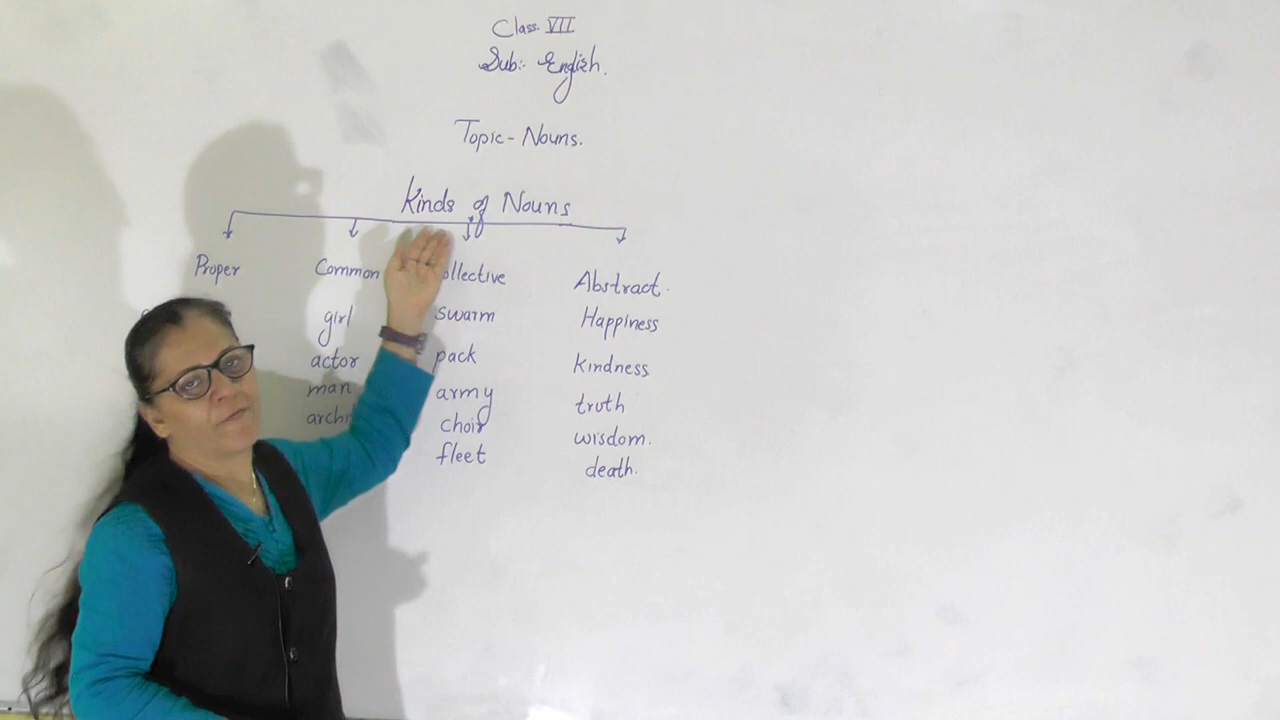 Class VII
Sub:- English.
Topic- Nouns.
Kinds of Nouns
Proper Common ollective Abstract.
girl swarm Happiness
actor pack kindness
man army truth
archi choir wisdom.
fleet death.